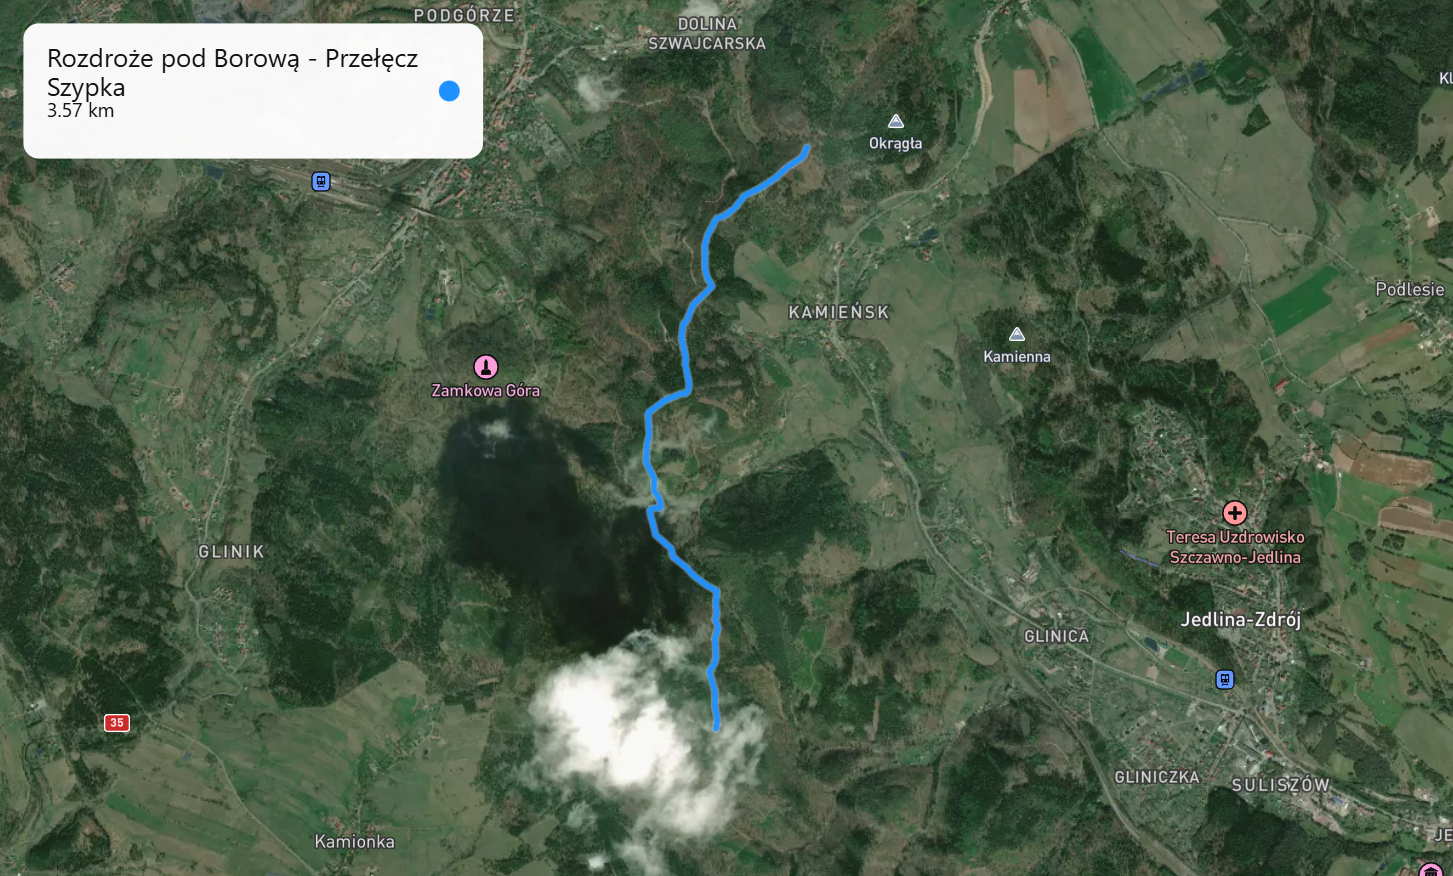 PODGÓRZE
DOLINA
SZWAJCARSKA
Rozdroże pod Borową - Przełęcz
Szypka
3.57 km
Okrągła
KAMIEŃSK
Podlesie
Kamienna
Zamkowa Góra
Teresa Uzdrowisko
Szczawno-Jedlina
GLINIK
Jedlina-Zdrój
GLINICA
35
GLINICZKA
SULISZÓW
Kamionka
JE